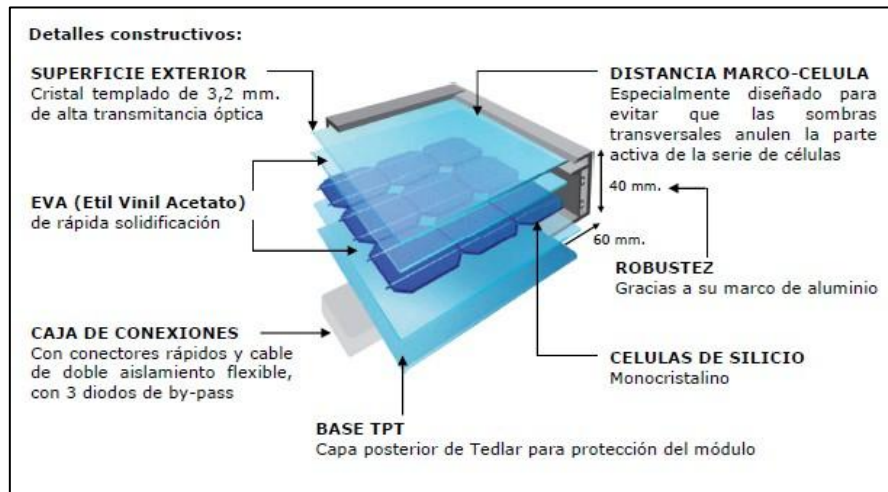 Detalles constructivos:
SUPERFICIE EXTERIOR
Cristal templado de 3,2 mm.
de alta transmitancia óptica
DISTANCIA MARCO-CELULA
Especialmente diseñado para
evitar que las sombras
transversales anulen la parte
activa de la serie de células
EVA (Etil Vinil Acetato)
de rápida solidificación
40 mm.
60 mm.
ROBUSTEZ
Gracias a su marco de aluminio
CAJA DE CONEXIONES
Con conectores rápidos y cable
de doble aislamiento flexible,
con 3 diodos de by-pass
CELULAS DE SILICIO
Monocristalino
BASE TPT
Capa posterior de Tedlar para protección del módulo